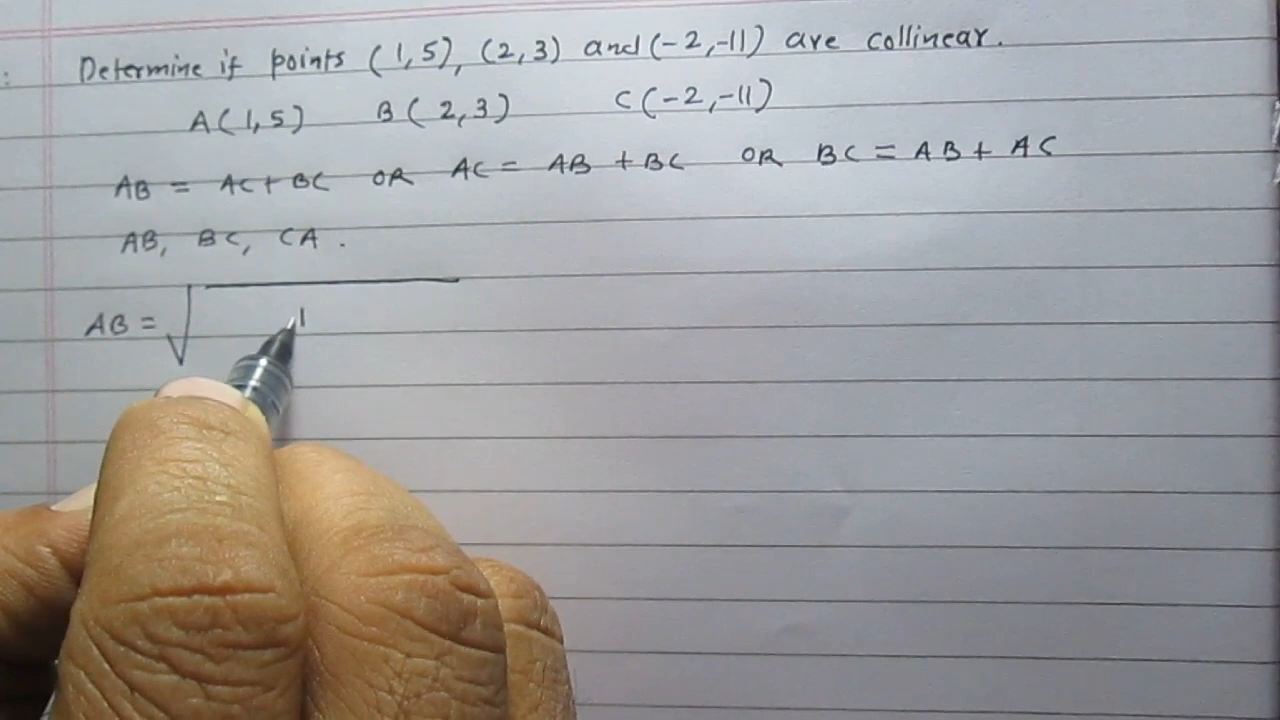 :
Determine if points (1,5), (2,3) and (-2,-11) are collinear.
A(1,5) B(2,3) C(-2,-11)
AB = AC+BC OR AC = AB + BC OR BC = AB + AC
AB, BC, CA.
AB = √ 1